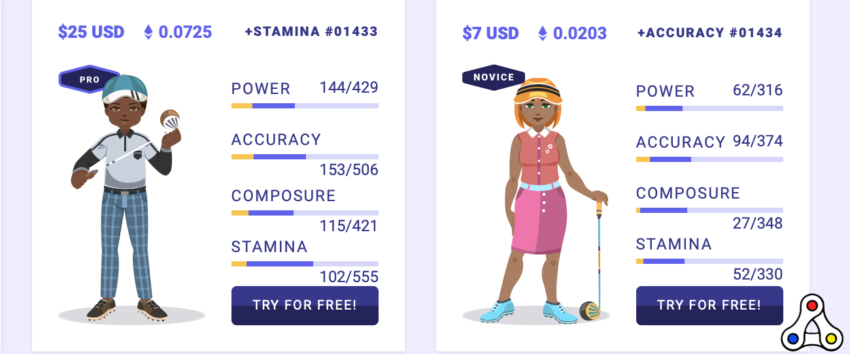 $25 USD 0.0725 +STAMINA #01433
PRO
POWER 144/429
ACCURACY
153/506
COMPOSURE
115/421
STAMINA
102/555
TRY FOR FREE!
$7 USD 0.0203 +ACCURACY #01434
NOVICE
POWER 62/316
ACCURACY 94/374
COMPOSURE
27/348
STAMINA
52/330
TRY FOR FREE!